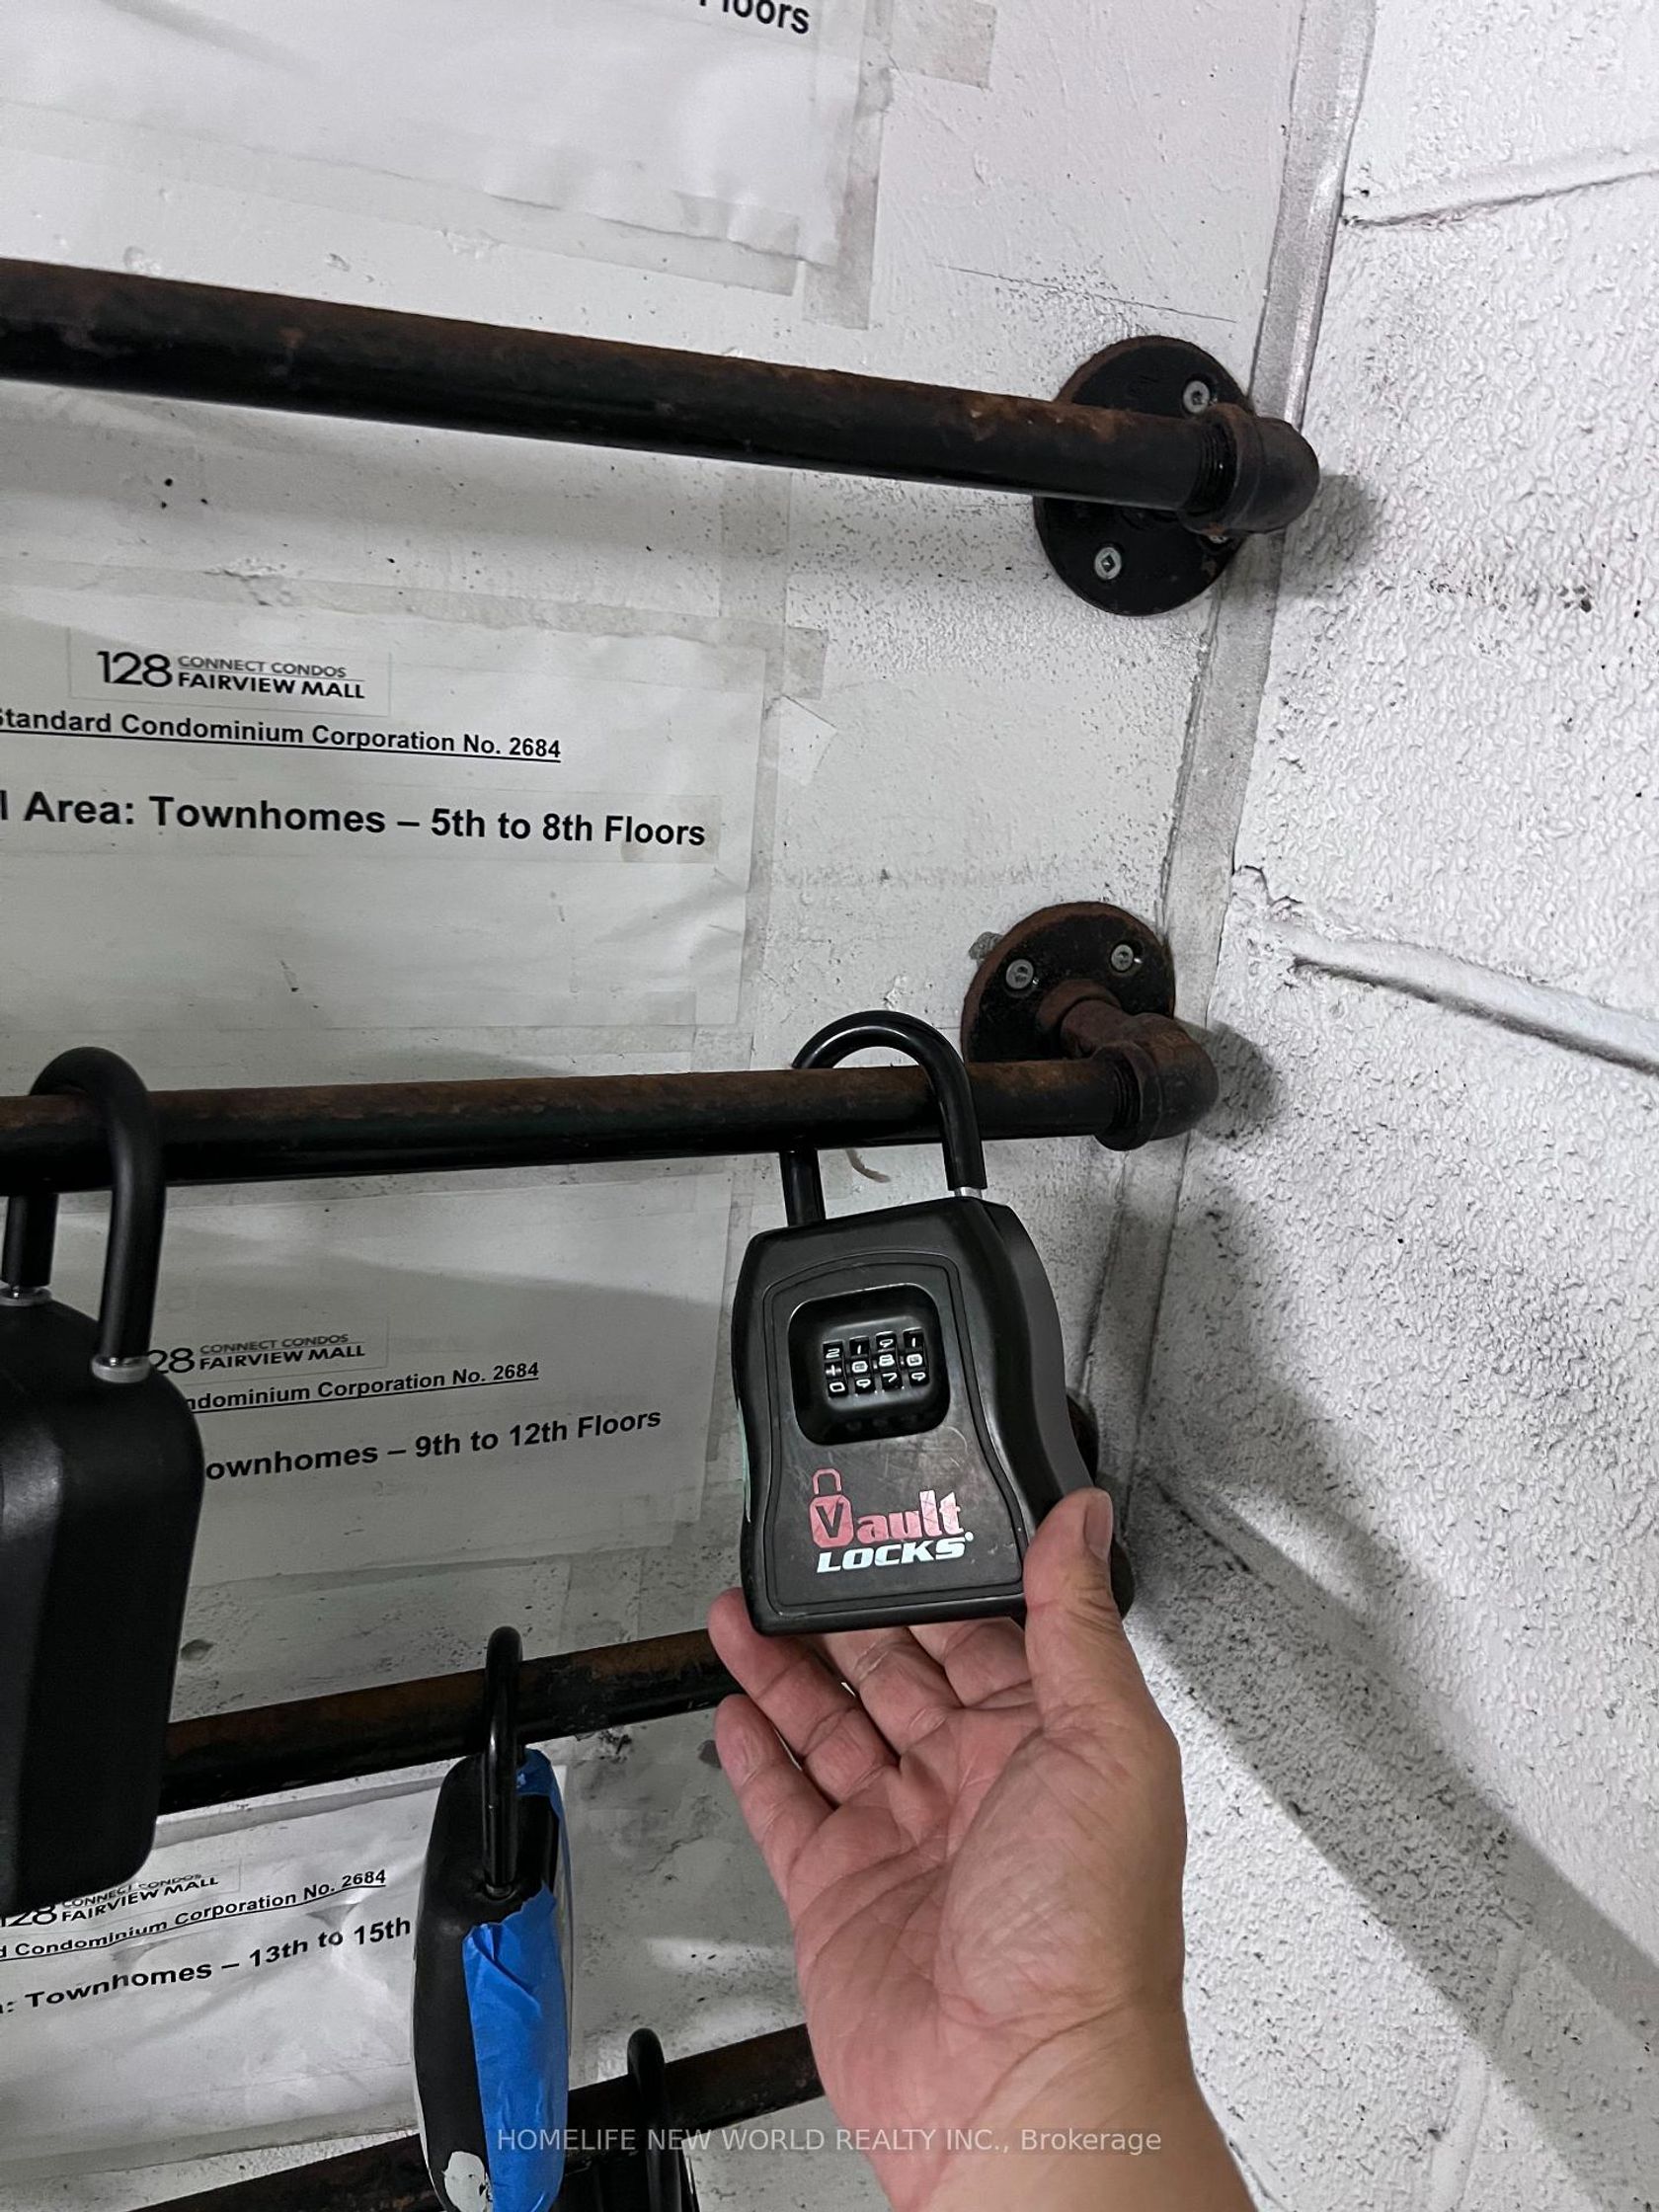 Floors
128 CONNECT CONDOS
FAIRVIEW MALL
Standard Condominium Corporation No. 2684
Area: Townhomes – 5th to 8th Floors
28 CONNECT CONDOS
FAIRVIEW MALL
ndominium Corporation No. 2684
ownhomes – 9th to 12th Floors
Vault
LOCKS
128 CONNECT CONDOS
FAIRVIEW MALL
d Condominium Corporation No. 2684
a: Townhomes – 13th to 15th
HOMELIFE NEW WORLD REALTY INC., Brokerage